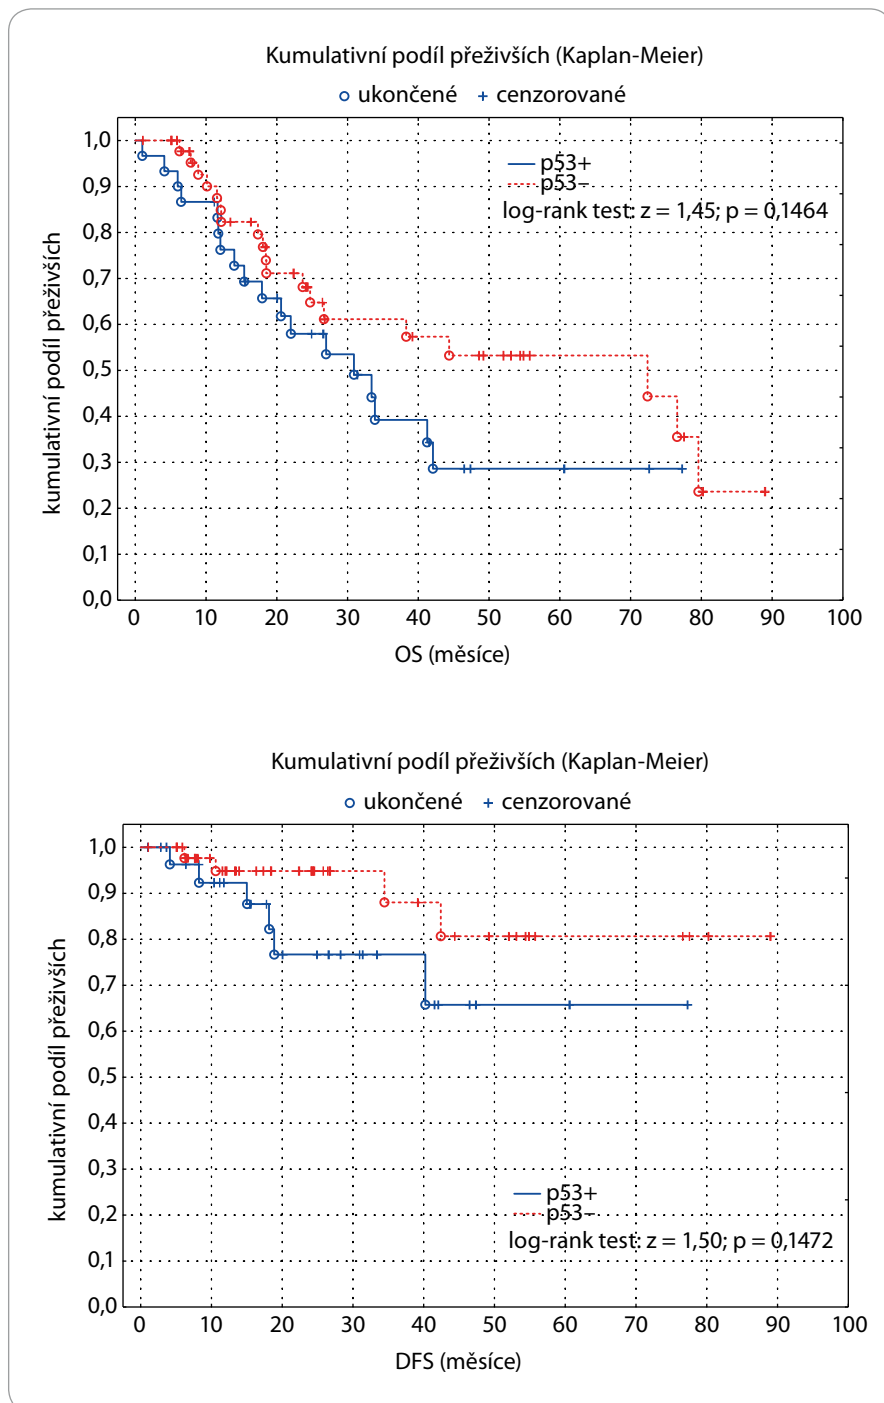 Kumulativní podíl přeživších (Kaplan-Meier)
ukončené cenzorované
1,0
0,9
0,8
0,7
0,6
0,5
0,4
0,3
0,2
0,1
0,0
kumulativní podíl přeživších
p53+
p53–
log-rank test: z = 1,45; p = 0,1464
0 10 20 30 40 50 60 70 80 90 100
OS (měsíce)
Kumulativní podíl přeživších (Kaplan-Meier)
ukončené cenzorované
1,0
0,9
0,8
0,7
0,6
0,5
0,4
0,3
0,2
0,1
0,0
kumulativní podíl přeživších
p53+
p53–
log-rank test: z = 1,50; p = 0,1472
0 10 20 30 40 50 60 70 80 90 100
DFS (měsíce)